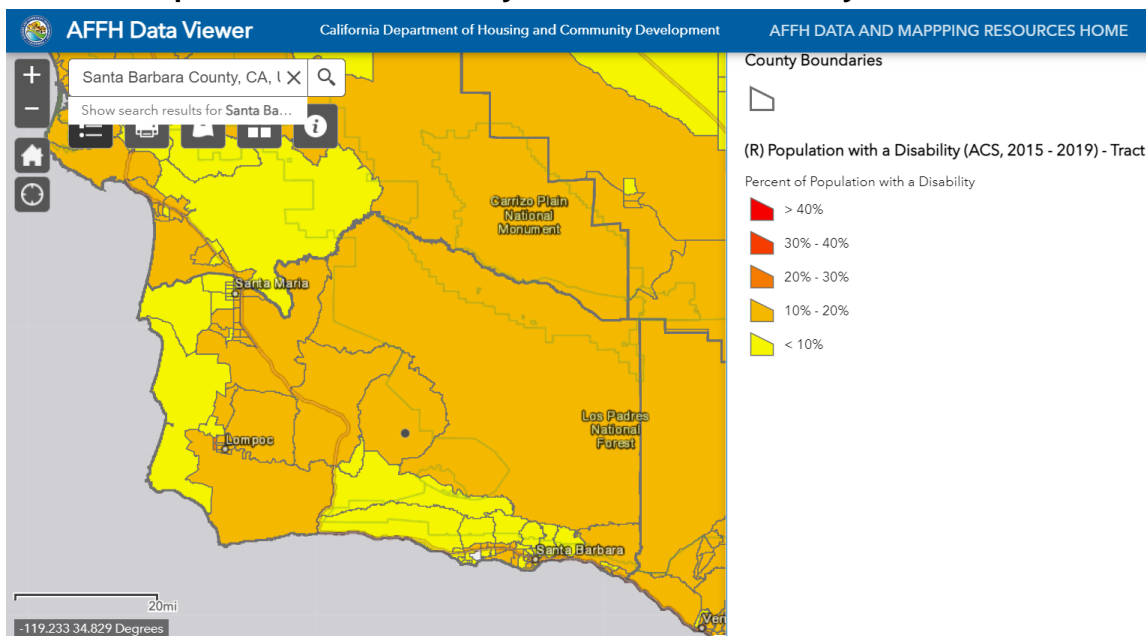 AFFH Data Viewer
California Department of Housing and Community Development
AFFH DATA AND MAPPPING RESOURCES HOME
+
Santa Barbara County, CA, U
Show search results for Santa Ba...
−
County Boundaries
(R) Population with a Disability (ACS, 2015 - 2019) - Tract
Percent of Population with a Disability
> 40%
30% - 40%
20% - 30%
10% - 20%
< 10%
Carrizo Plain
National
Monument
Santa Maria
Los Padres
National
Forest
Lompoc
Santa Barbara
Ven
20mi
-119.233 34.829 Degrees